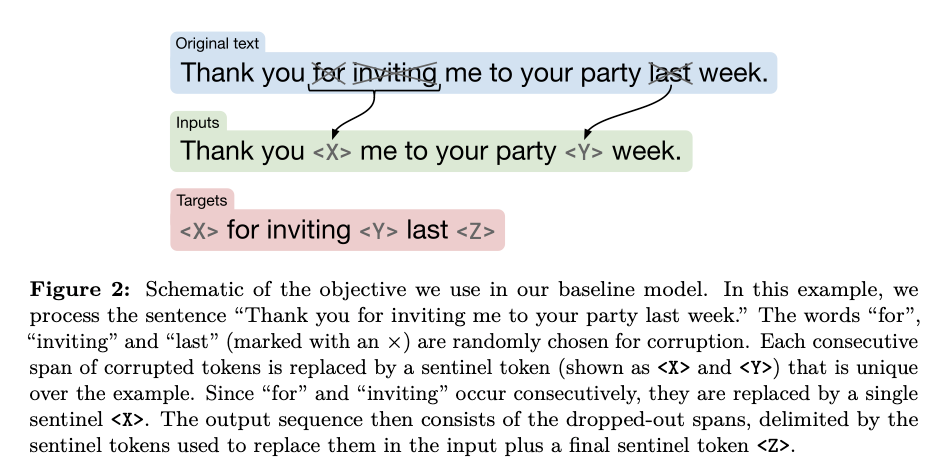 Original text
Thank you for inviting me to your party last week.
Inputs
Thank you <X> me to your party <Y> week.
Targets
<X> for inviting <Y> last <Z>
Figure 2: Schematic of the objective we use in our baseline model. In this example, we
process the sentence “Thank you for inviting me to your party last week.” The words “for”,
“inviting” and “last” (marked with an ×) are randomly chosen for corruption. Each consecutive
span of corrupted tokens is replaced by a sentinel token (shown as <X> and <Y>) that is unique
over the example. Since “for” and “inviting” occur consecutively, they are replaced by a single
sentinel <X>. The output sequence then consists of the dropped-out spans, delimited by the
sentinel tokens used to replace them in the input plus a final sentinel token <Z>.